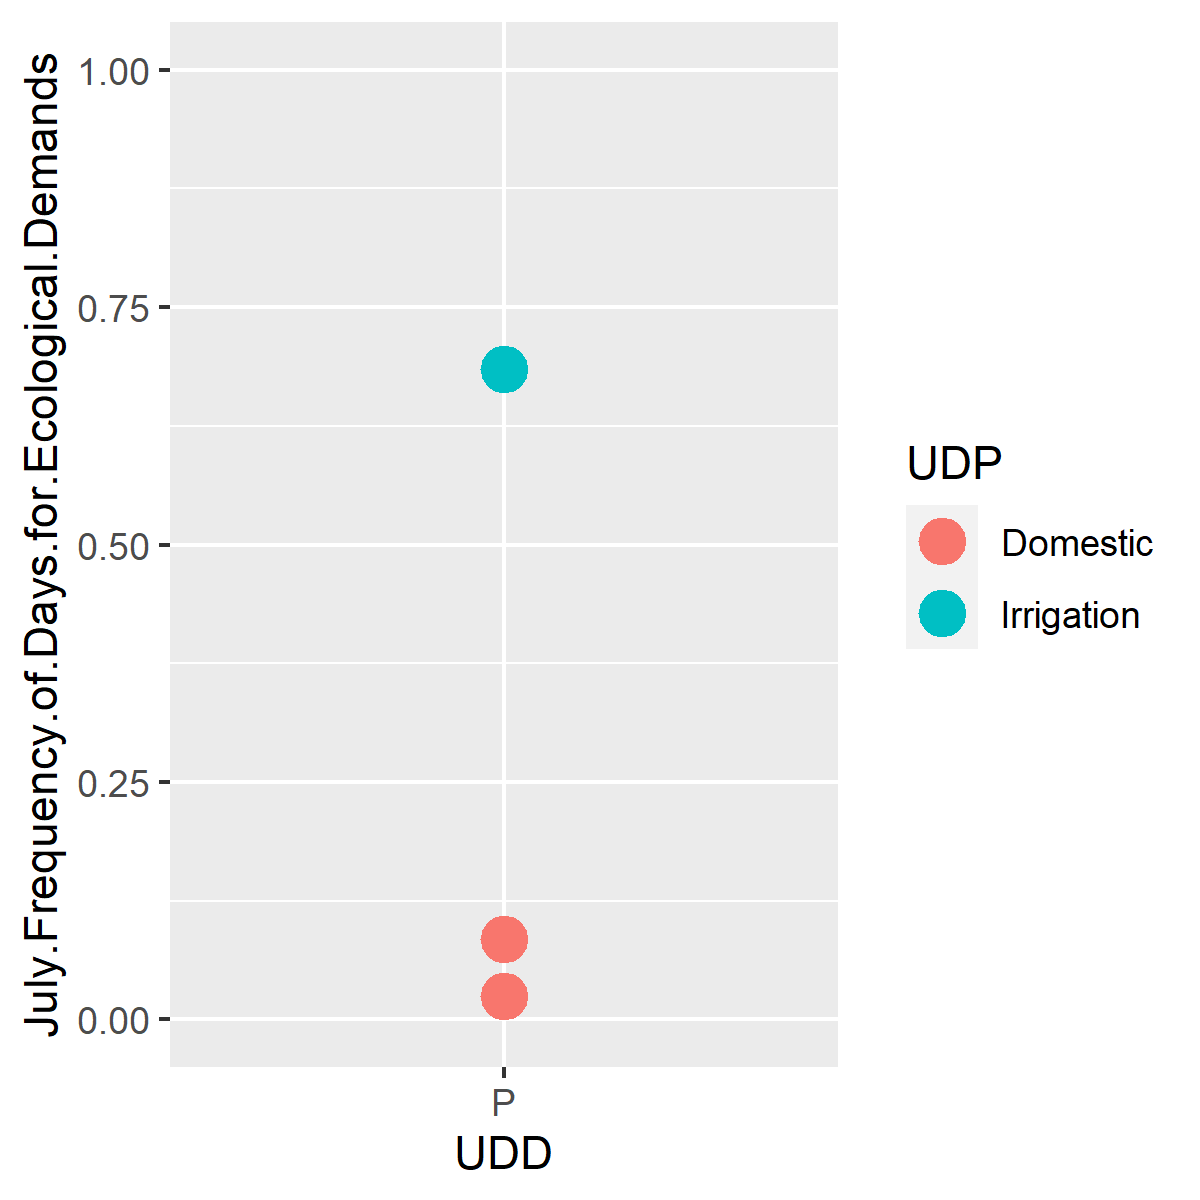 July.Frequency.of.Days.for.Ecological.Demands
1.00
0.75
0.50
0.25
0.00
P
UDD
UDP
Domestic
Irrigation